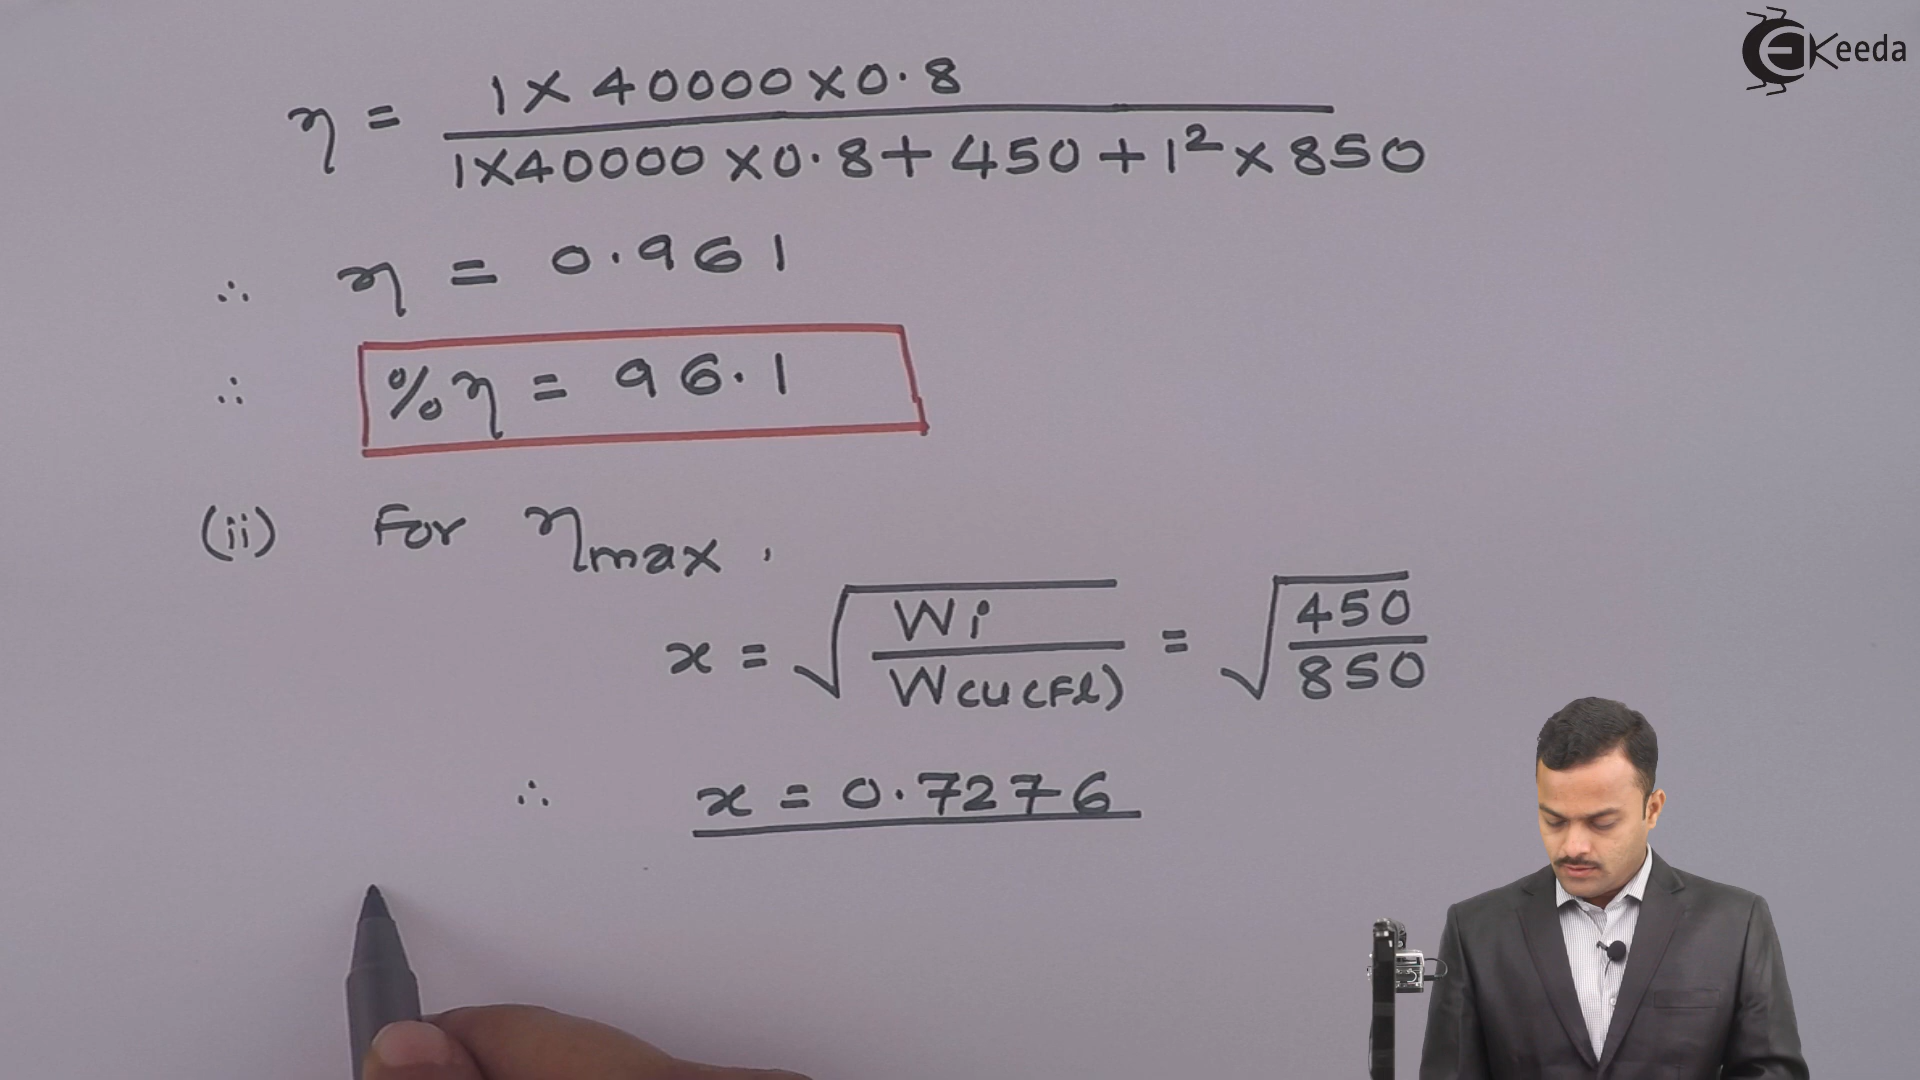 EKeeda
η = 1 × 40000 × 0.8 / 1 × 40000 × 0.8 + 450 + 1² × 850
∴ η = 0.961
∴ %η = 96.1
(ii) For ηmax,
x = √(Wi / WCU(Fl)) = √(450 / 850)
∴ x = 0.7276